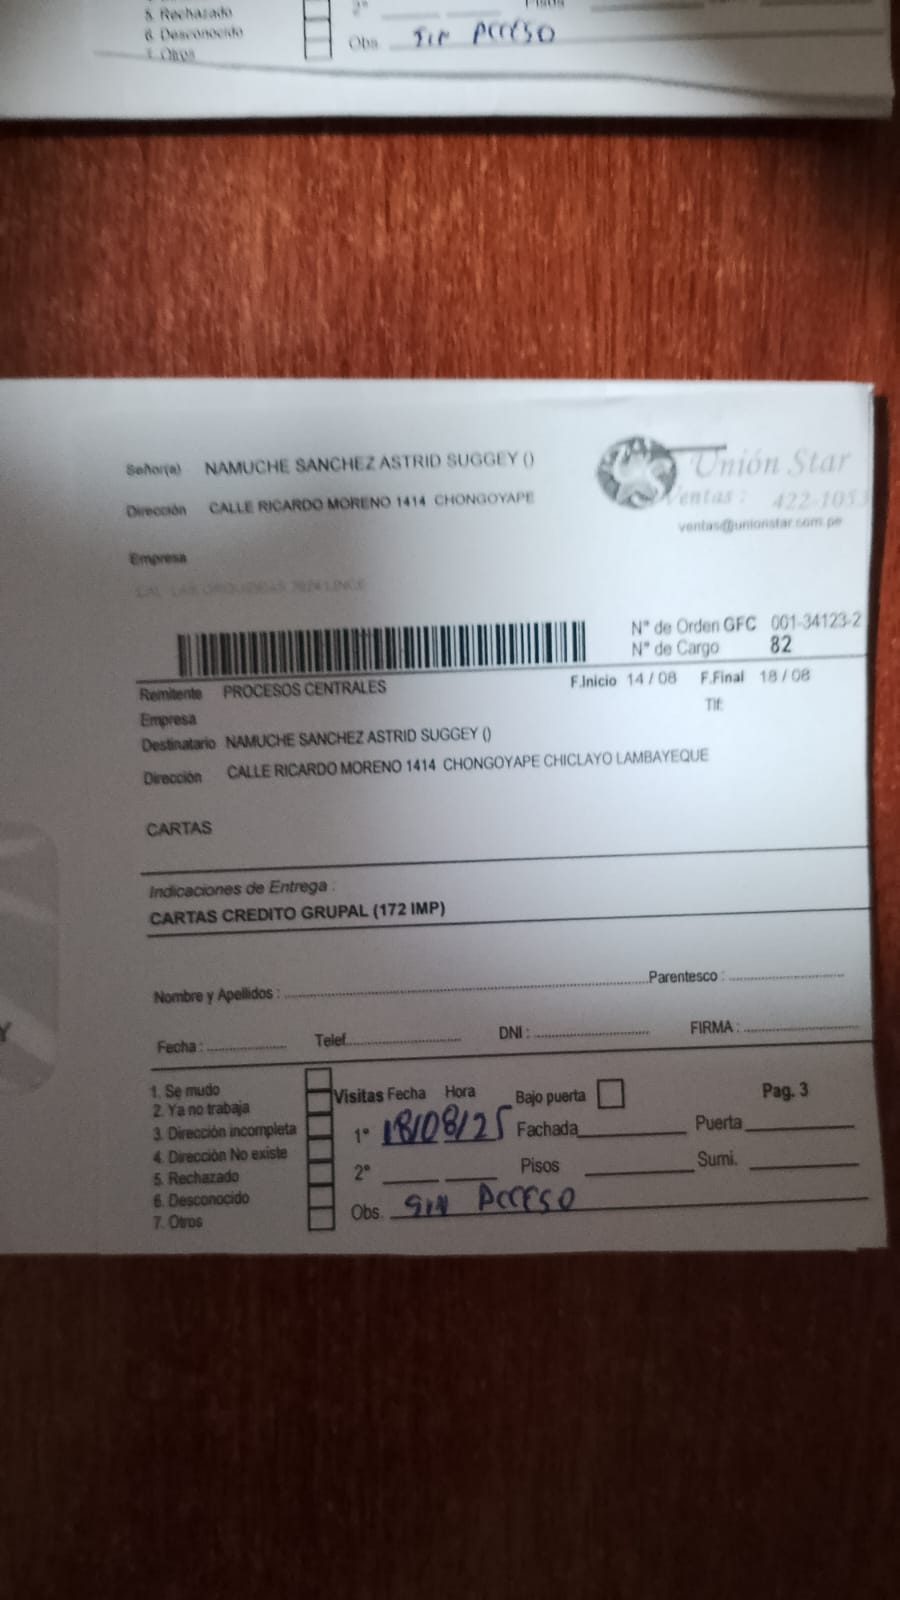 5. Rechazado
6. Desconocido
7. Otros
2°
Pisos
Obs. SIN ACCESO
Señor(a) NAMUCHE SANCHEZ ASTRID SUGGEY ()
Dirección CALLE RICARDO MORENO 1414 CHONGOYAPE
Empresa
Unión Star
Ventas : 422-1053
ventas@unionstar.com.pe
N° de Orden GFC 001-34123-2
N° de Cargo 82
Remitente PROCESOS CENTRALES
F.Inicio 14 / 08 F.Final 18 / 08
Empresa
Tlf:
Destinatario NAMUCHE SANCHEZ ASTRID SUGGEY ()
Dirección CALLE RICARDO MORENO 1414 CHONGOYAPE CHICLAYO LAMBAYEQUE
CARTAS
Indicaciones de Entrega :
CARTAS CREDITO GRUPAL (172 IMP)
Nombre y Apellidos : Parentesco :
Fecha : Telef. DNI : FIRMA :
Y
1. Se mudo
2. Ya no trabaja
3. Dirección incompleta
4. Dirección No existe
5. Rechazado
6. Desconocido
7. Otros
Visitas Fecha Hora Bajo puerta Pag. 3
1° 18/08/25 Fachada Puerta
2° Pisos Sumi.
Obs. SIN ACCESO